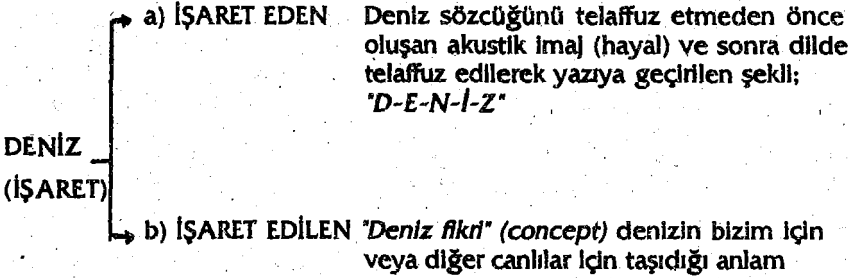 a) İŞARET EDEN Deniz sözcüğünü telaffuz etmeden önce
oluşan akustik imaj (hayal) ve sonra dilde
telaffuz edilerek yazıya geçirilen şekli;
"D-E-N-İ-Z"
DENİZ
(İŞARET)
b) İŞARET EDİLEN "Deniz fikri" (concept) denizin bizim için
veya diğer canlılar için taşıdığı anlam